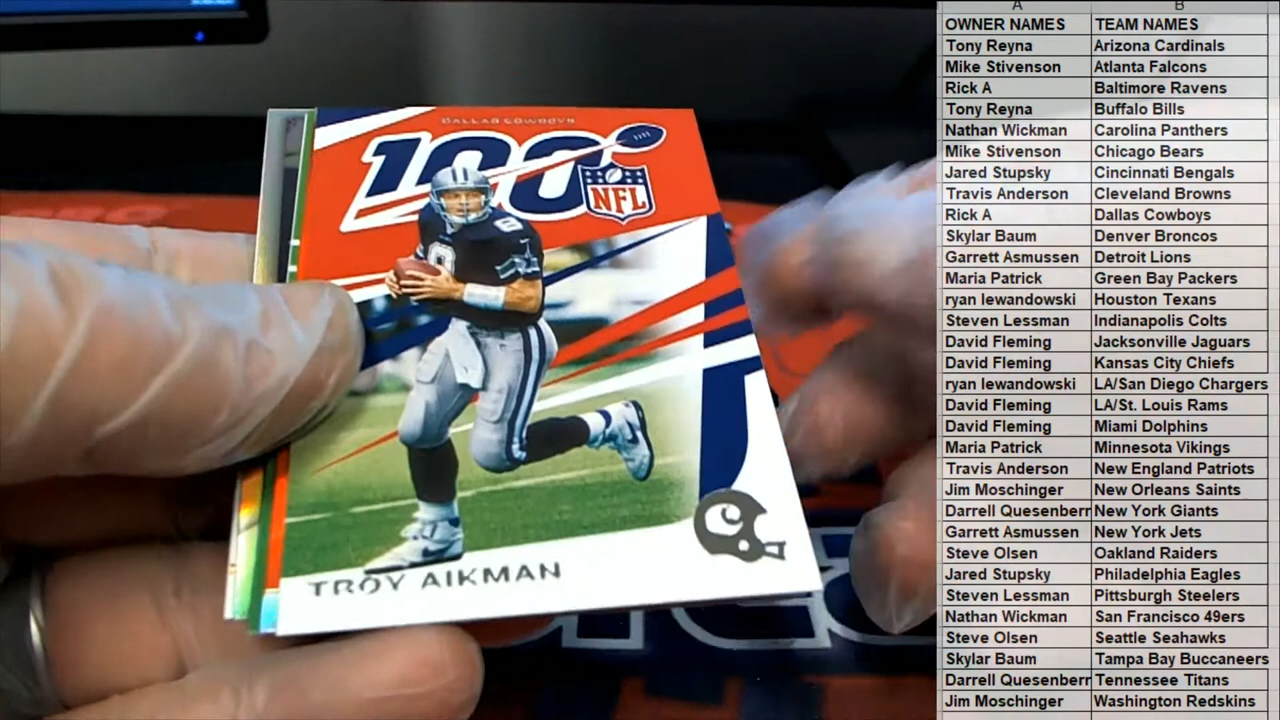 DALLAS COWBOYS
100
NFL
8
8
TROY AIKMAN
A B
OWNER NAMES TEAM NAMES
Tony Reyna Arizona Cardinals
Mike Stivenson Atlanta Falcons
Rick A Baltimore Ravens
Tony Reyna Buffalo Bills
Nathan Wickman Carolina Panthers
Mike Stivenson Chicago Bears
Jared Stupsky Cincinnati Bengals
Travis Anderson Cleveland Browns
Rick A Dallas Cowboys
Skylar Baum Denver Broncos
Garrett Asmussen Detroit Lions
Maria Patrick Green Bay Packers
ryan lewandowski Houston Texans
Steven Lessman Indianapolis Colts
David Fleming Jacksonville Jaguars
David Fleming Kansas City Chiefs
ryan lewandowski LA/San Diego Chargers
David Fleming LA/St. Louis Rams
David Fleming Miami Dolphins
Maria Patrick Minnesota Vikings
Travis Anderson New England Patriots
Jim Moschinger New Orleans Saints
Darrell Quesenberr New York Giants
Garrett Asmussen New York Jets
Steve Olsen Oakland Raiders
Jared Stupsky Philadelphia Eagles
Steven Lessman Pittsburgh Steelers
Nathan Wickman San Francisco 49ers
Steve Olsen Seattle Seahawks
Skylar Baum Tampa Bay Buccaneers
Darrell Quesenberr Tennessee Titans
Jim Moschinger Washington Redskins